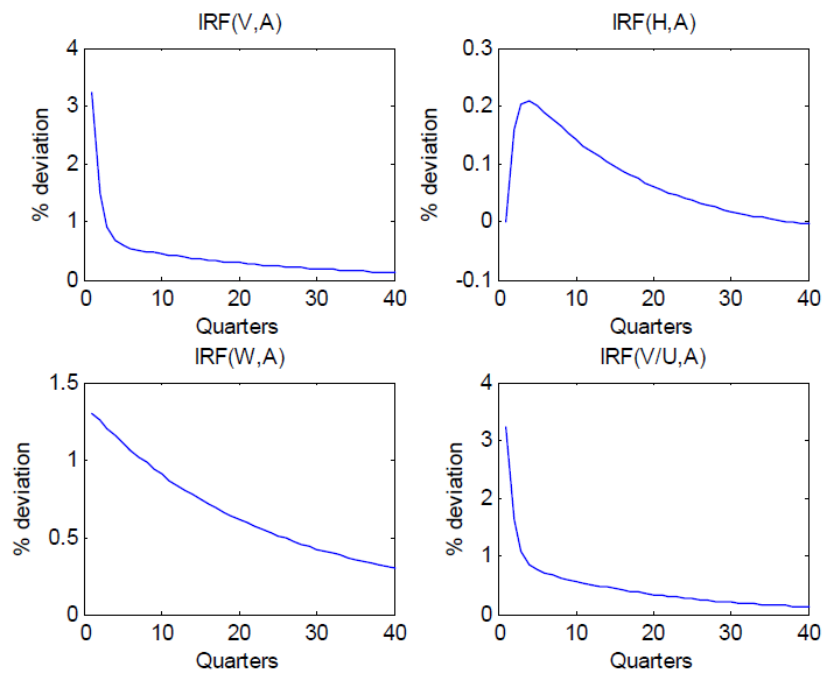 IRF(V,A)
4
3
2
1
0
% deviation
0 10 20 30 40
Quarters
IRF(H,A)
0.3
0.2
0.1
0
-0.1
% deviation
0 10 20 30 40
Quarters
IRF(W,A)
1.5
1
0.5
0
% deviation
0 10 20 30 40
Quarters
IRF(V/U,A)
4
3
2
1
0
% deviation
0 10 20 30 40
Quarters